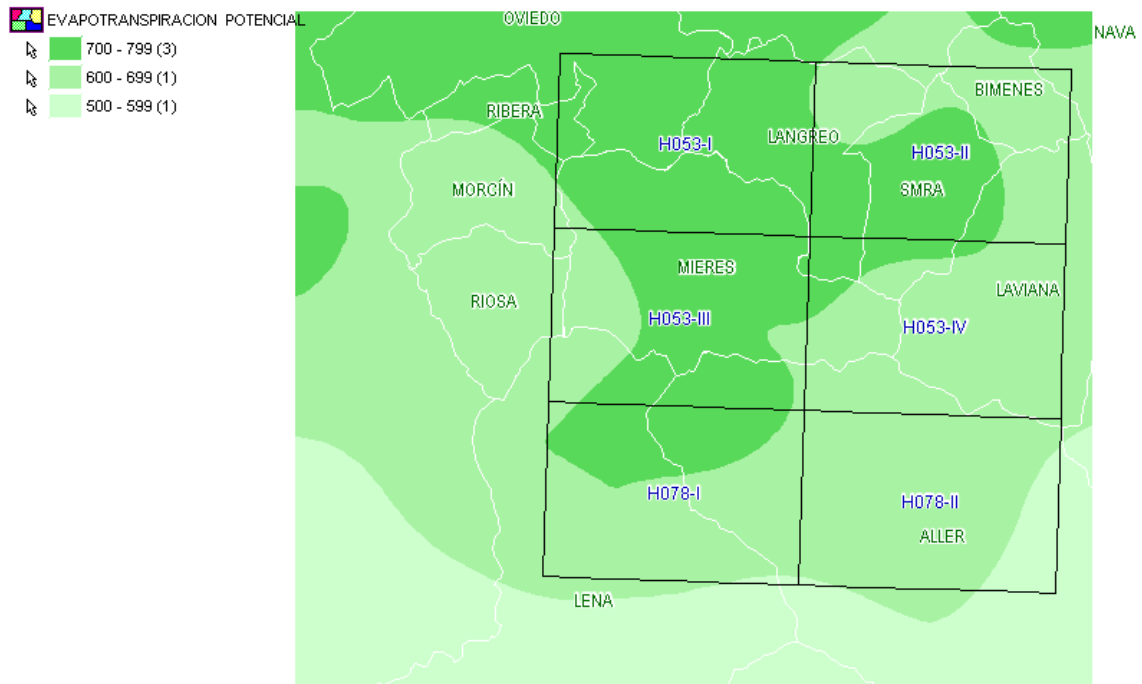 EVAPOTRANSPIRACION POTENCIAL
700 - 799 (3)
600 - 699 (1)
500 - 599 (1)
OVIEDO
NAVA
BIMENES
RIBERA
LANGREO
H053-I
H053-II
MORCÍN
SMRA
MIERES
RIOSA
LAVIANA
H053-III
H053-IV
H078-I
H078-II
ALLER
LENA